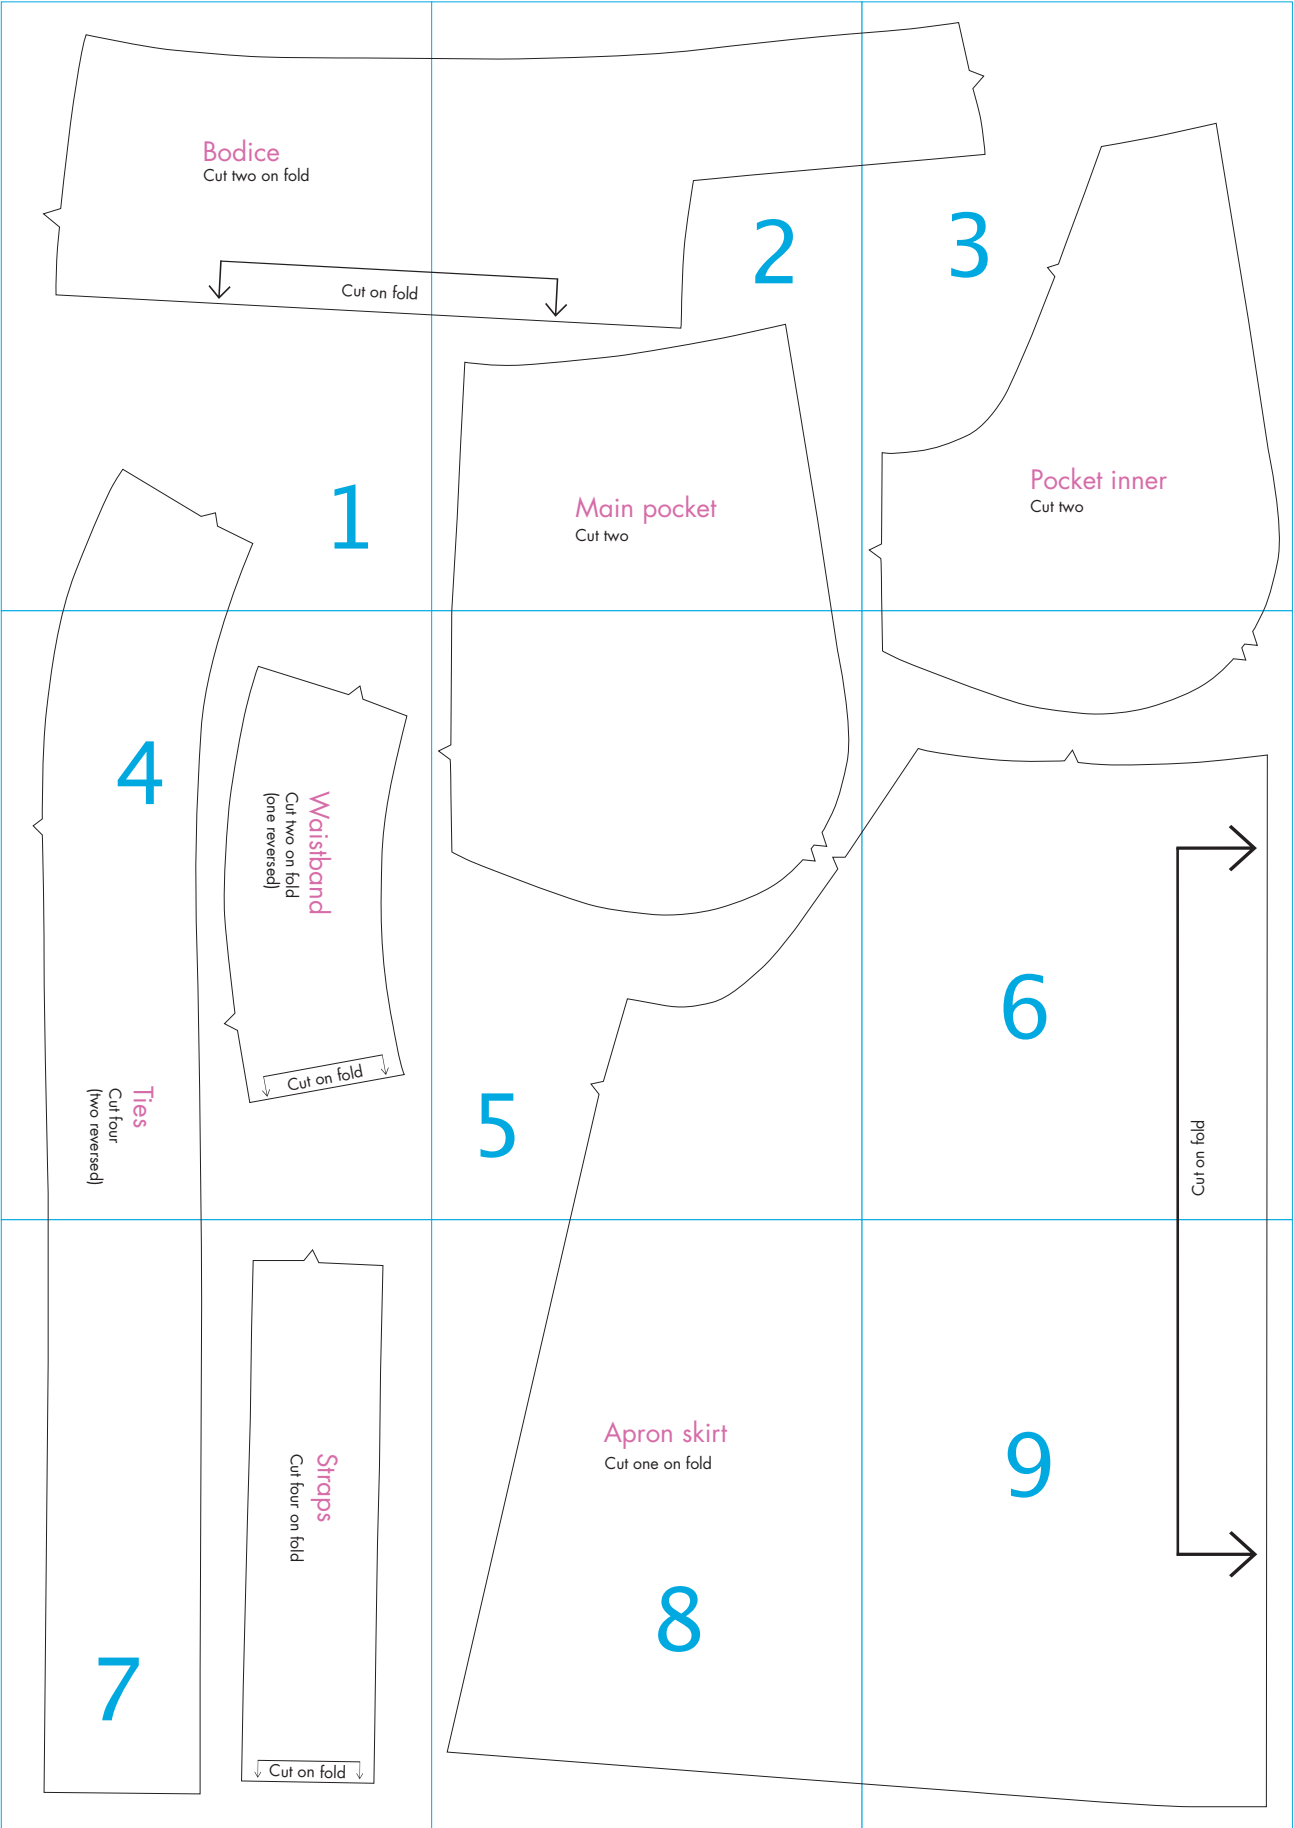 Bodice
Cut two on fold
Cut on fold
2
3
1
Main pocket
Cut two
Pocket inner
Cut two
4
Waistband
Cut two on fold
(one reversed)
Cut on fold
Ties
Cut four
(two reversed)
5
6
Cut on fold
Straps
Cut four on fold
Cut on fold
7
Apron skirt
Cut one on fold
8
9